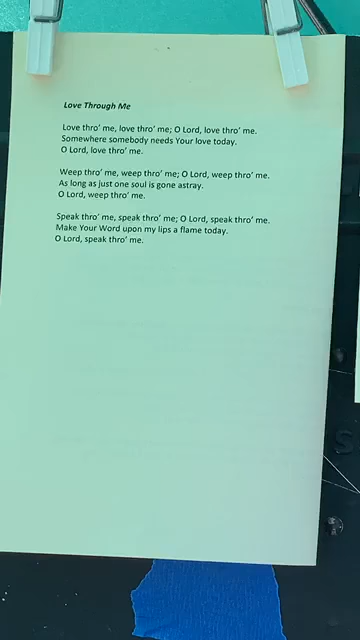 Love Through Me
Love thro' me, love thro' me; O Lord, love thro' me.
Somewhere somebody needs Your love today.
O Lord, love thro' me.
Weep thro' me, weep thro' me; O Lord, weep thro' me.
As long as just one soul is gone astray.
O Lord, weep thro' me.
Speak thro' me, speak thro' me; O Lord, speak thro' me.
Make Your Word upon my lips a flame today.
O Lord, speak thro' me.
S